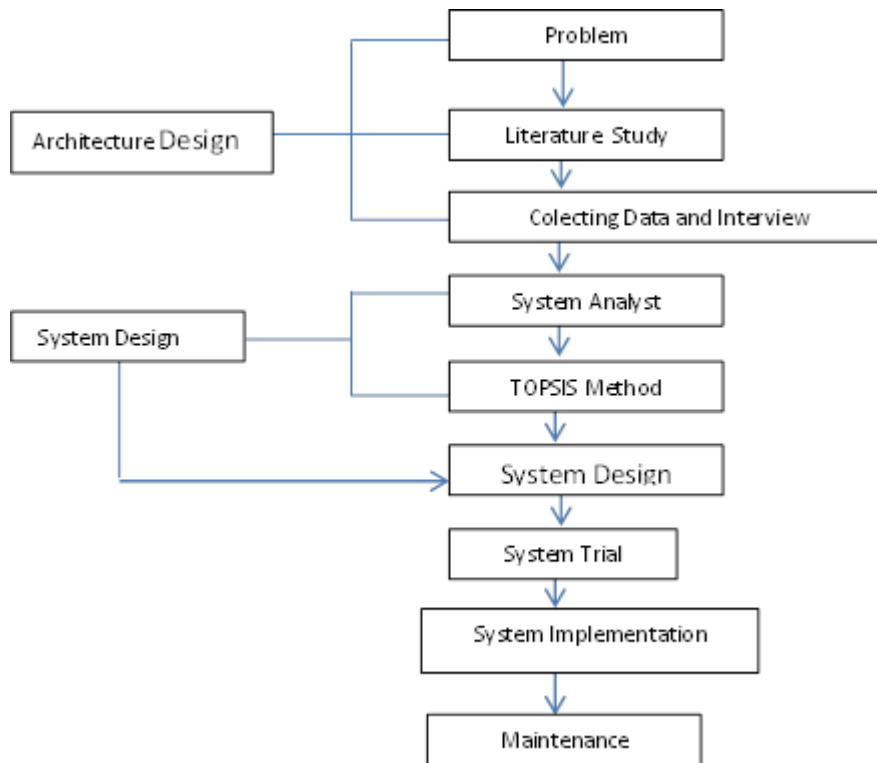 Problem
Architecture Design
Literature Study
Colecting Data and Interview
System Analyst
System Design
TOPSIS Method
System Design
System Trial
System Implementation
Maintenance